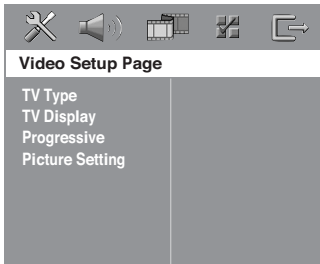 Video Setup Page
TV Type
TV Display
Progressive
Picture Setting